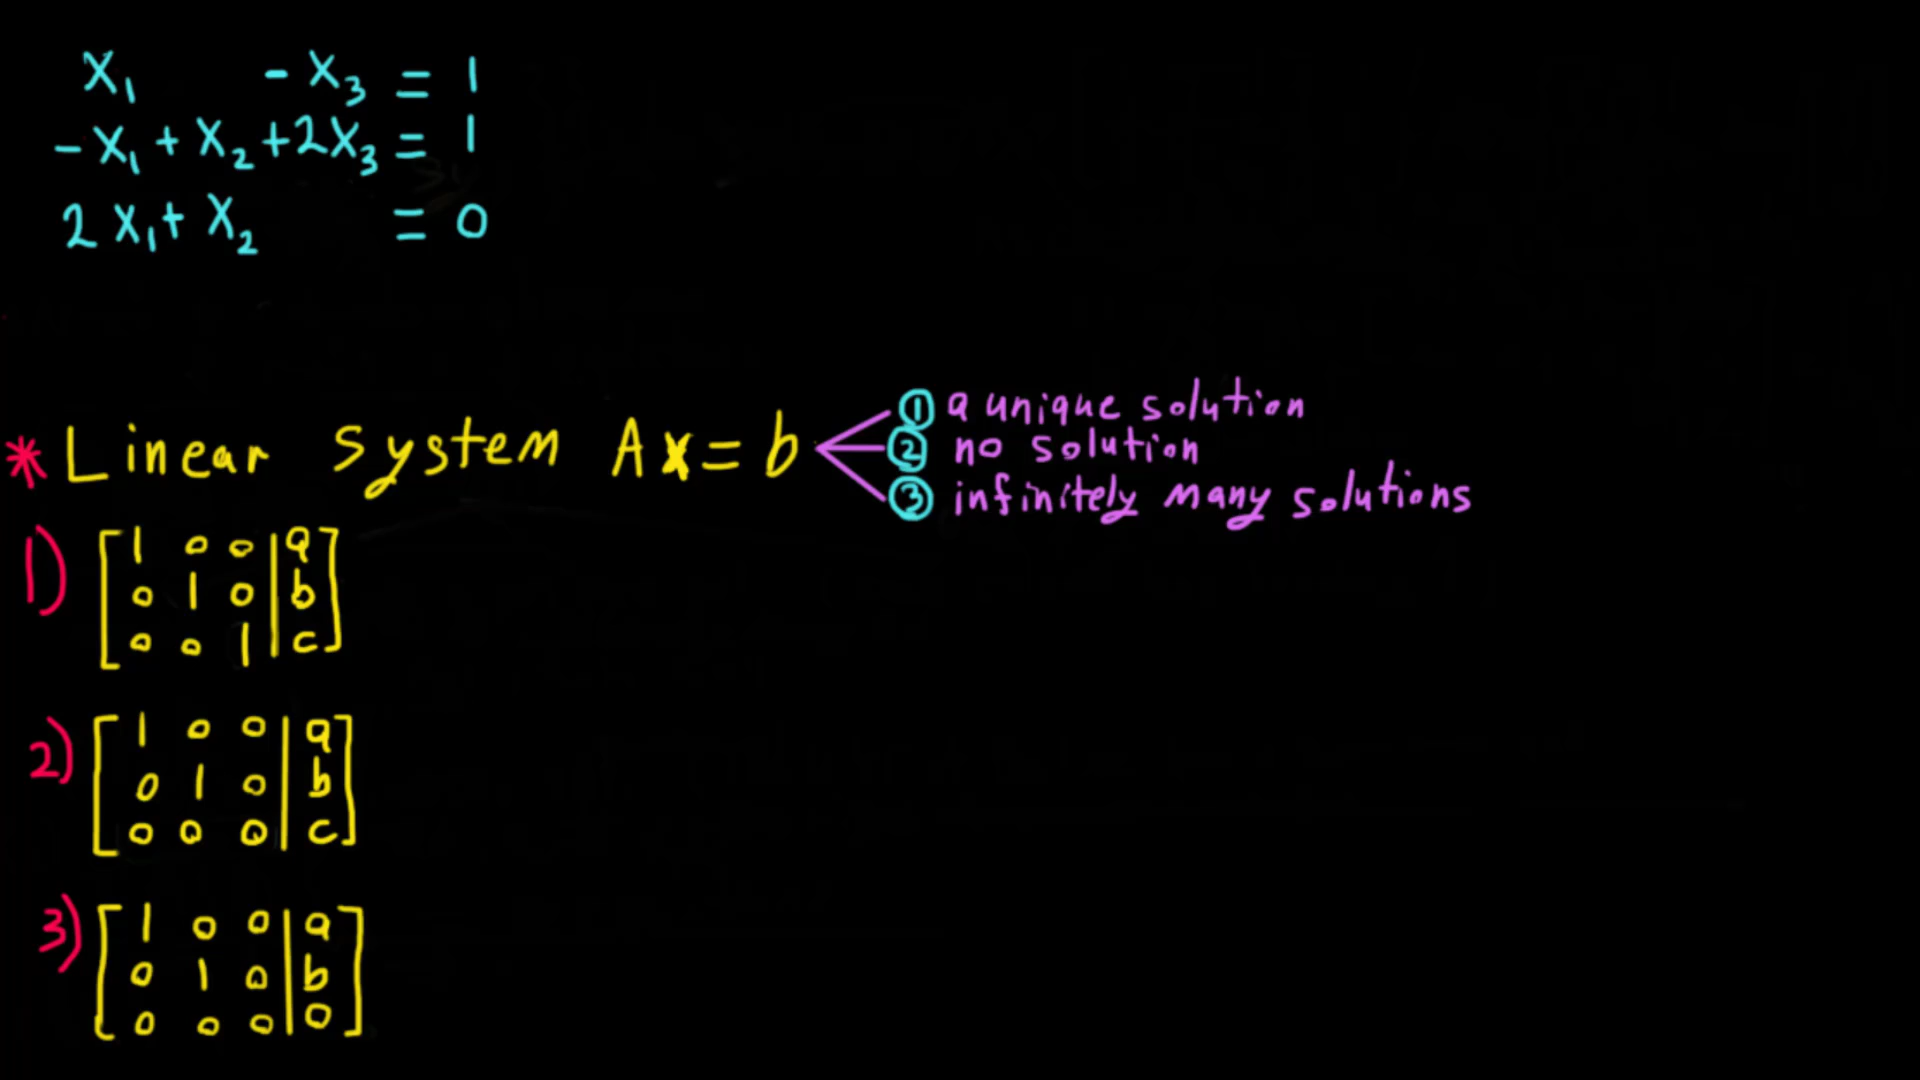 x₁ - x₃ = 1
- x₁ + x₂ + 2x₃ = 1
2x₁ + x₂ = 0
* Linear System Ax = b
① a unique solution
② no solution
③ infinitely many solutions
1) [ 1 0 0 | a ]
0 1 0 | b
0 0 1 | c
2) [ 1 0 0 | a ]
0 1 0 | b
0 0 0 | c
3) [ 1 0 0 | a ]
0 1 0 | b
0 0 0 | 0